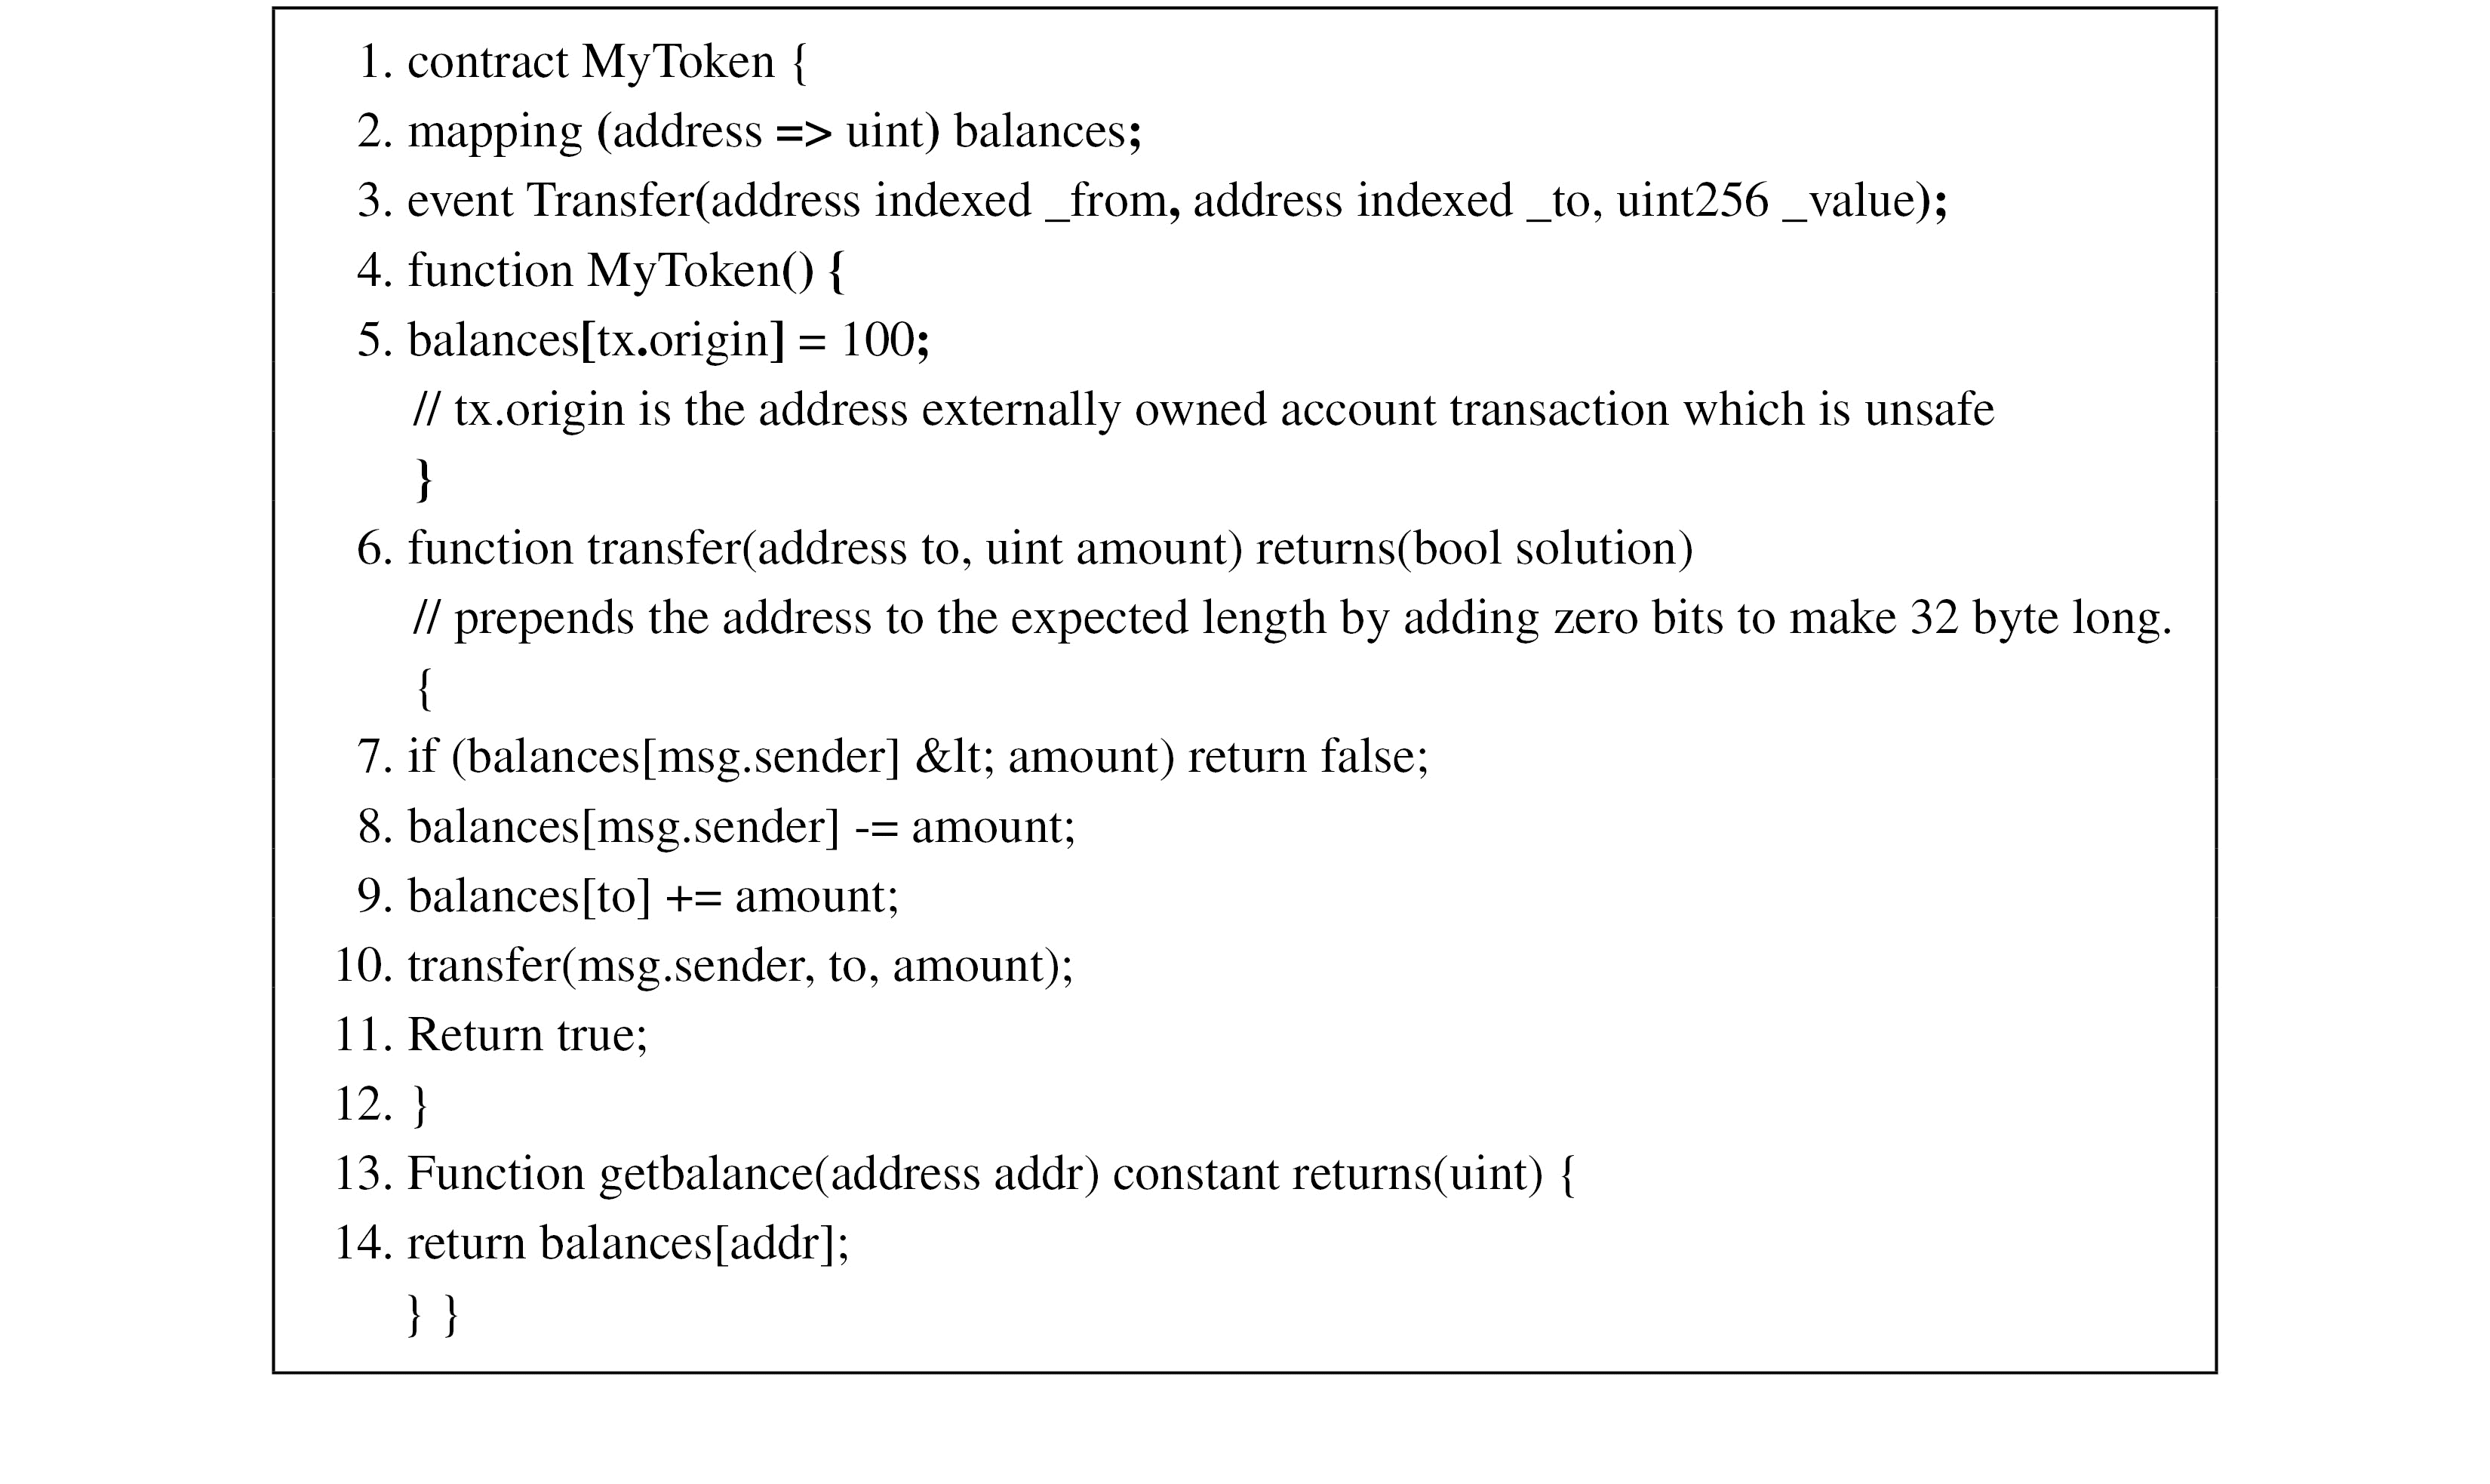 1. contract MyToken {
2. mapping (address => uint) balances;
3. event Transfer(address indexed _from, address indexed _to, uint256 _value);
4. function MyToken() {
5. balances[tx.origin] = 100;
// tx.origin is the address externally owned account transaction which is unsafe
}
6. function transfer(address to, uint amount) returns(bool solution)
// prepends the address to the expected length by adding zero bits to make 32 byte long.
{
7. if (balances[msg.sender] &lt; amount) return false;
8. balances[msg.sender] -= amount;
9. balances[to] += amount;
10. transfer(msg.sender, to, amount);
11. Return true;
12. }
13. Function getbalance(address addr) constant returns(uint) {
14. return balances[addr];
} }